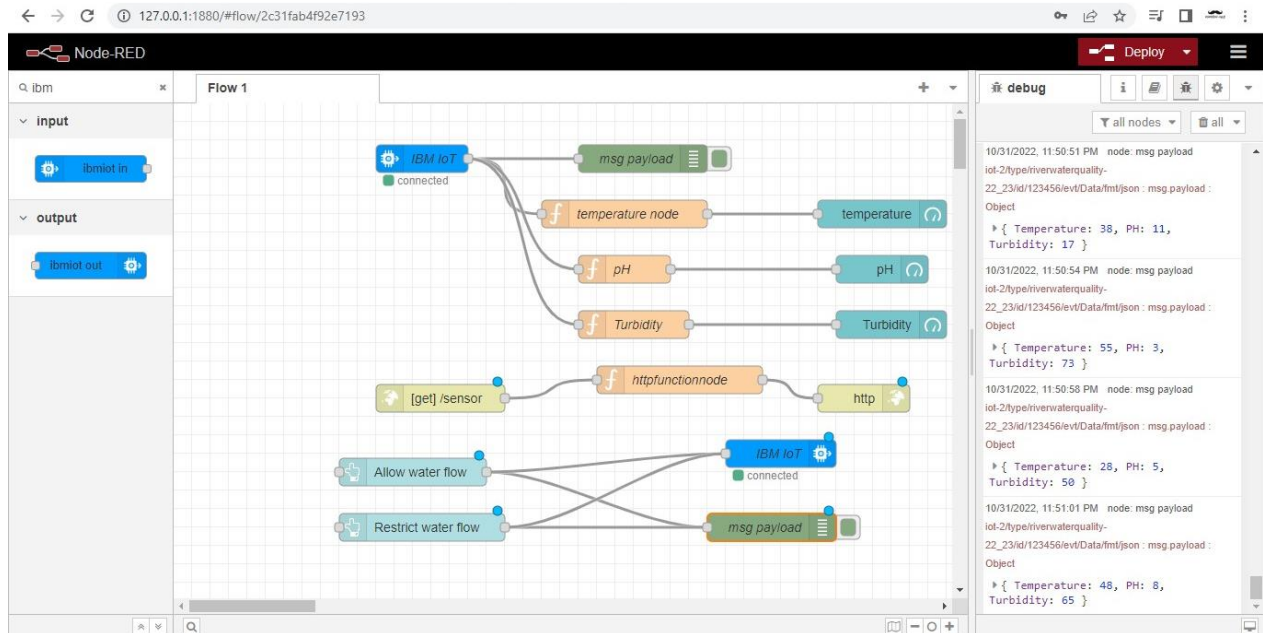 127.0.0.1:1880/#flow/2c31fab4f92e7193
Node-RED
Deploy
ibm
input
ibmiot in
output
ibmiot out
Flow 1
IBM IoT
connected
msg payload
temperature node
temperature
pH
pH
Turbidity
Turbidity
[get] /sensor
httpfunctionnode
http
Allow water flow
IBM IoT
connected
Restrict water flow
msg payload
debug
i
all nodes
all
10/31/2022, 11:50:51 PM node: msg payload
iot-2/type/riverwaterquality-
22_23/id/123456/evt/Data/fmt/json : msg.payload :
Object
{ Temperature: 38, PH: 11,
Turbidity: 17 }
10/31/2022, 11:50:54 PM node: msg payload
iot-2/type/riverwaterquality-
22_23/id/123456/evt/Data/fmt/json : msg.payload :
Object
{ Temperature: 55, PH: 3,
Turbidity: 73 }
10/31/2022, 11:50:58 PM node: msg payload
iot-2/type/riverwaterquality-
22_23/id/123456/evt/Data/fmt/json : msg.payload :
Object
{ Temperature: 28, PH: 5,
Turbidity: 50 }
10/31/2022, 11:51:01 PM node: msg payload
iot-2/type/riverwaterquality-
22_23/id/123456/evt/Data/fmt/json : msg.payload :
Object
{ Temperature: 48, PH: 8,
Turbidity: 65 }